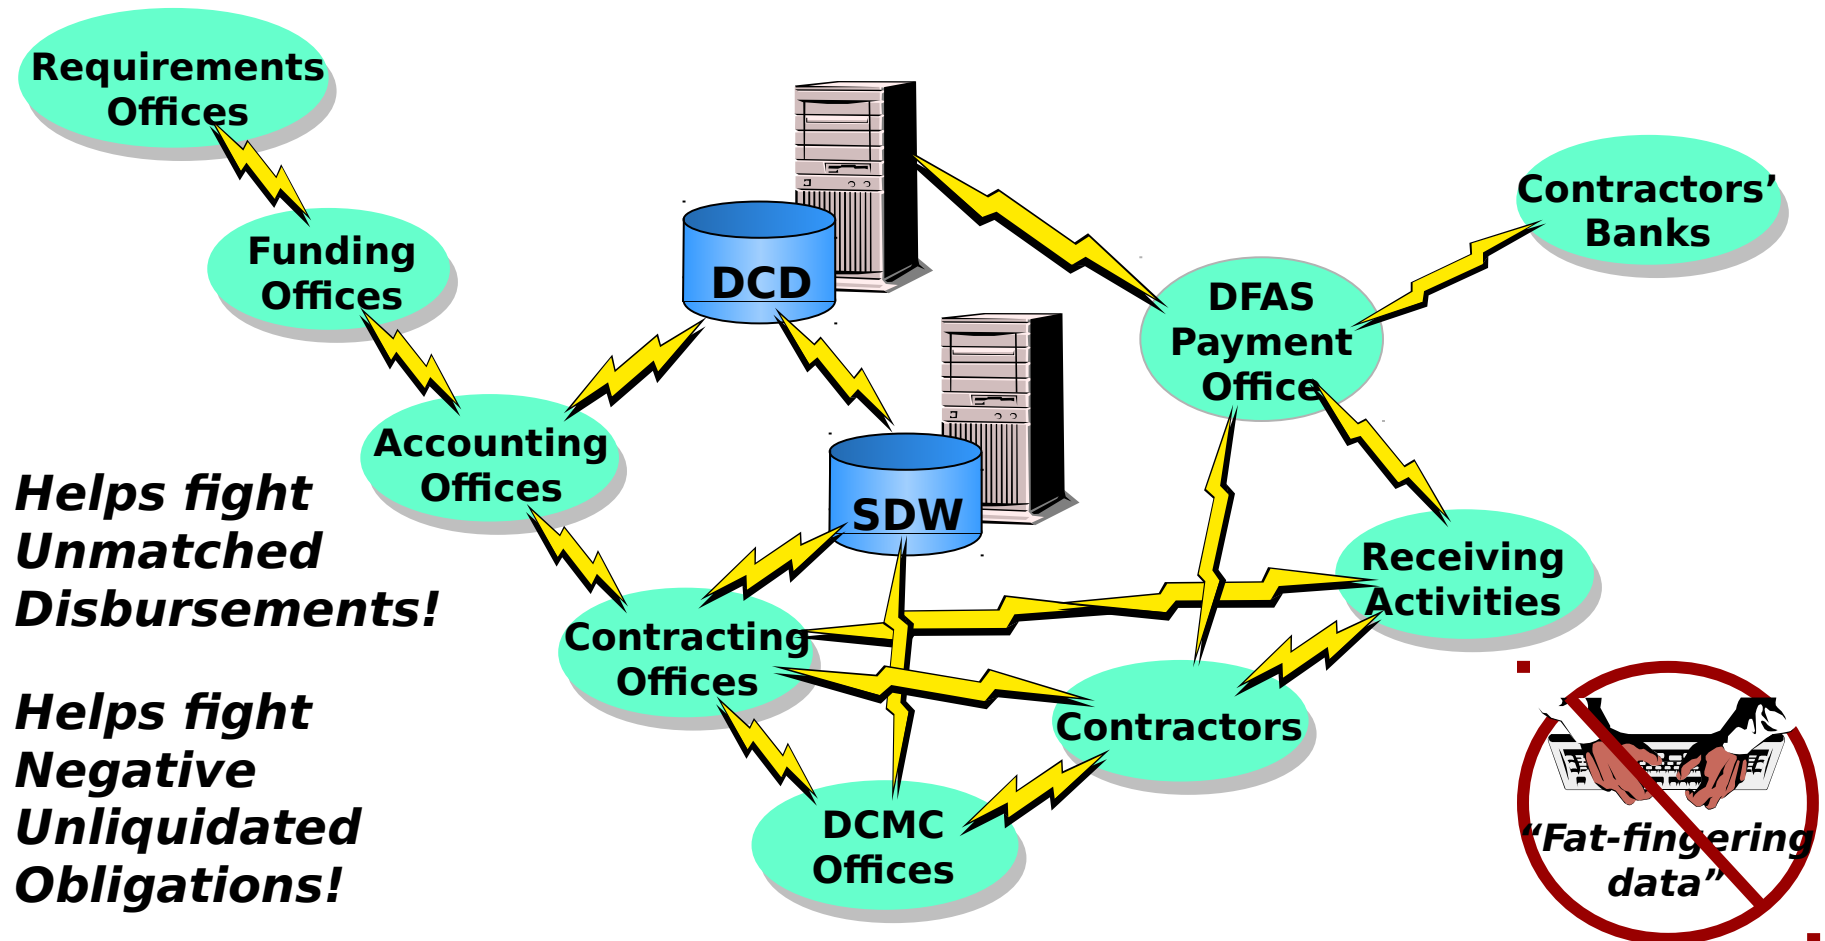 Requirements
Offices
Funding
Offices
Accounting
Offices
Contracting
Offices
DCMC
Offices
DCD
SDW
DFAS
Payment
Office
Contractors’
Banks
Receiving
Activities
Contractors
Helps fight
Unmatched
Disbursements!
Helps fight
Negative
Unliquidated
Obligations!
“Fat-fingering
data”